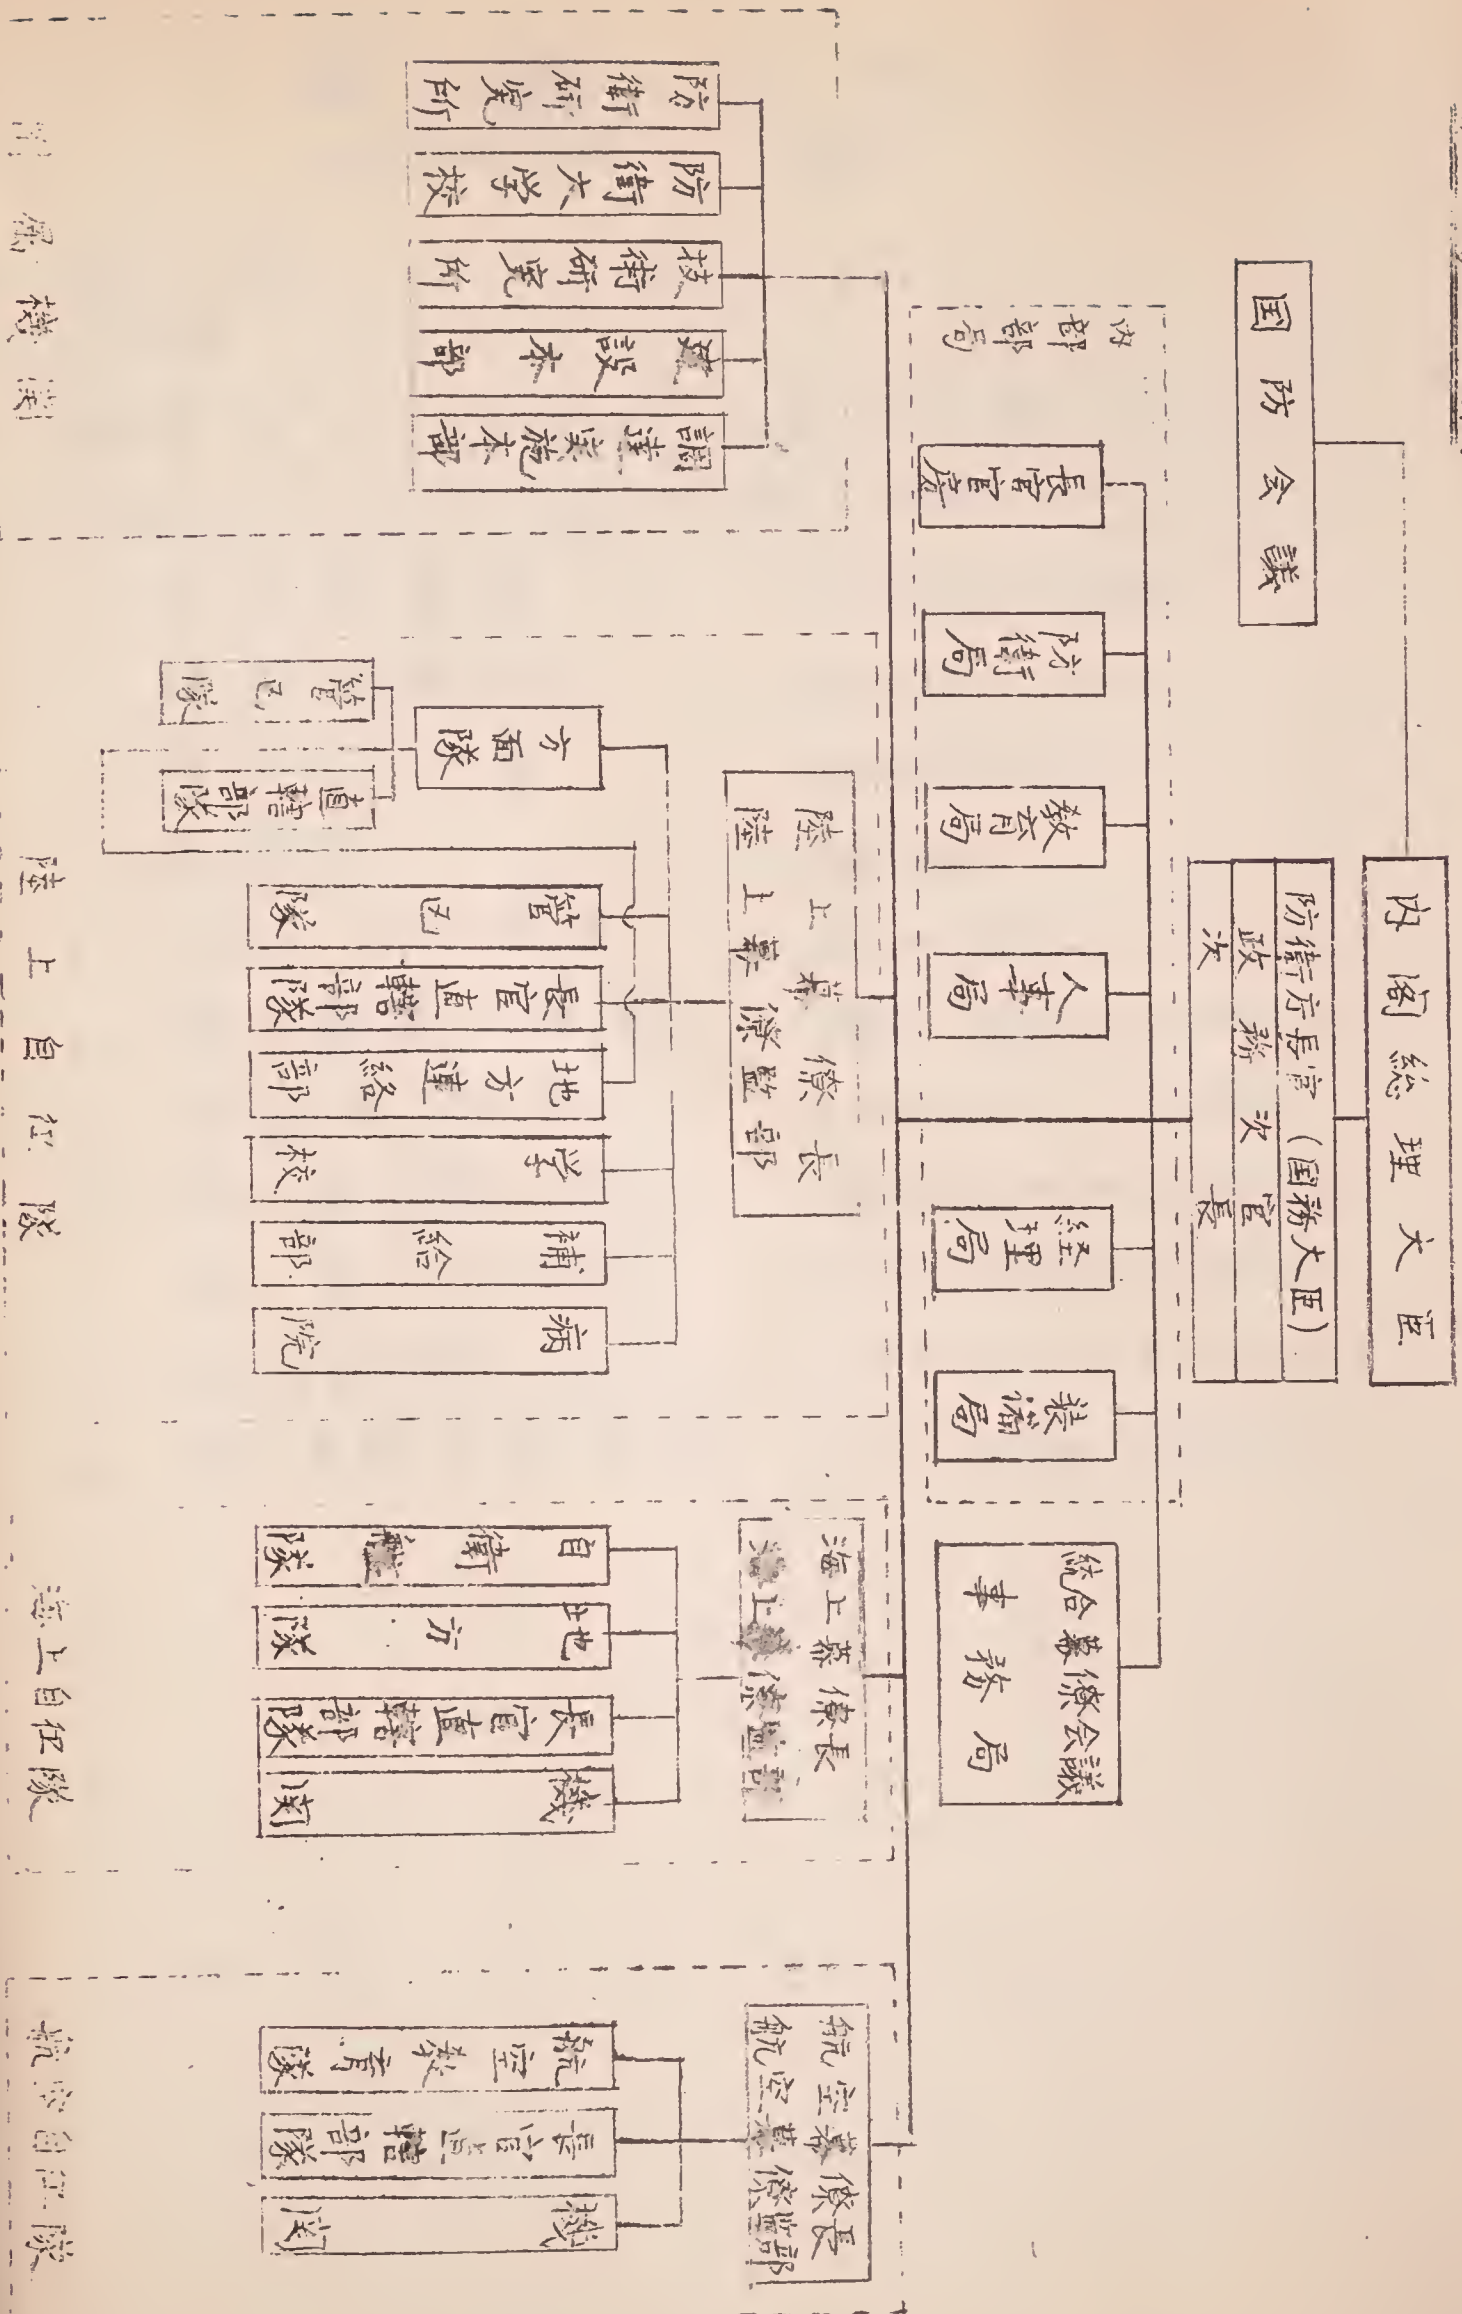 内閣総理大臣
国防会議
防衛庁長官（国務大臣）
政務次官
次長
内部部局
長官官房
防衛局
教育局
人事局
経理局
装備局
統合幕僚会議
事務局
防衛研究所
防衛大学校
技術研究所
建設本部
調達実施本部
附属機関
陸上幕僚長
陸上幕僚監部
方面隊
管区隊
直轄部隊
管区隊
長官直轄部隊
地方連絡部
学校
補給部
病院
陸上自衛隊
海上幕僚長
海上幕僚監部
自衛艦隊
地方隊
長官直轄部隊
機関
海上自衛隊
航空幕僚長
航空幕僚監部
航空教育隊
長官直轄部隊
機関
航空自衛隊